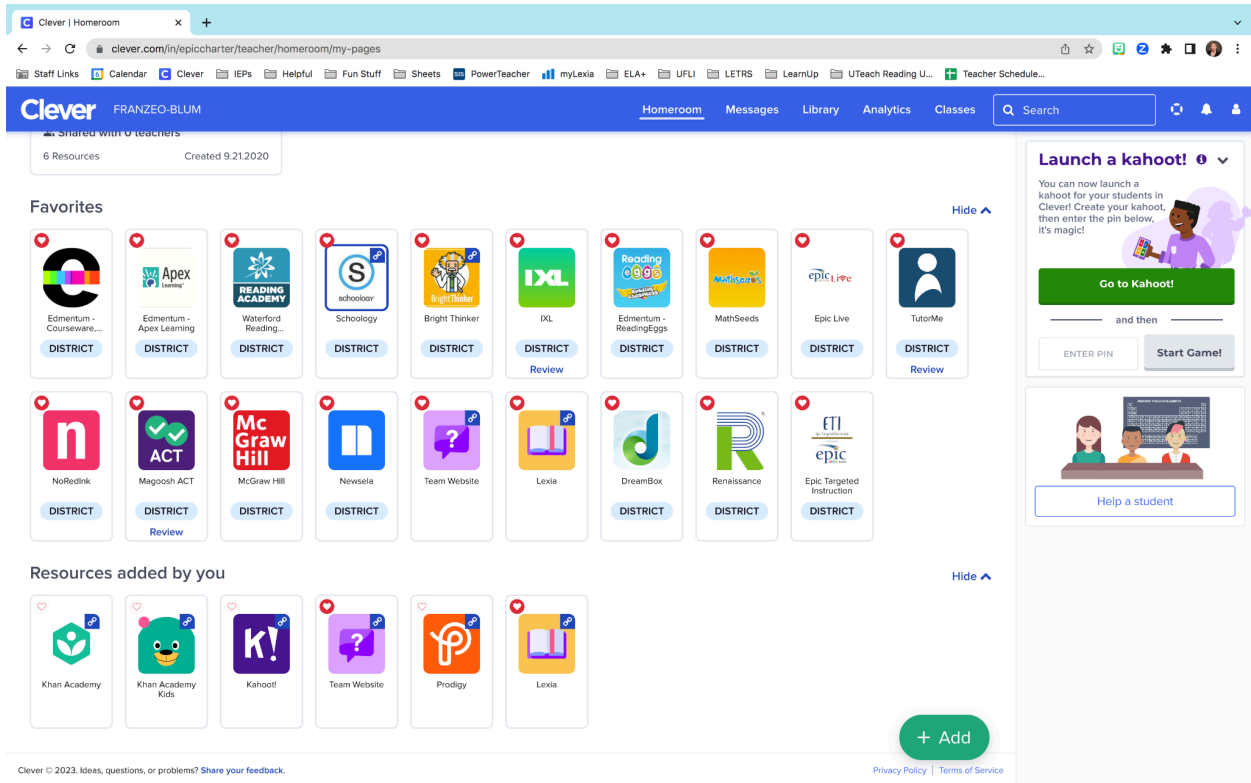 Clever | Homeroom
clever.com/in/epiccharter/teacher/homeroom/my-pages
Staff Links Calendar Clever IEPs Helpful Fun Stuff Sheets SIS PowerTeacher myLexia ELA+ UFLI LETRS LearnUp UTeach Reading U... Teacher Schedule...
Clever FRANZEO-BLUM Homeroom Messages Library Analytics Classes Search
Shared with 0 teachers
6 Resources Created 9.21.2020
Favorites
Hide
Apex
Learning
READING
ACADEMY
S
schoology
Bright Thinker
IXL
Reading
eggs
MathSeeds
epic Live
Edmentum -
Courseware,...
Edmentum -
Apex Learning
Waterford
Reading...
Schoology
Bright Thinker
IXL
Edmentum -
ReadingEggs
MathSeeds
Epic Live
TutorMe
DISTRICT DISTRICT DISTRICT DISTRICT DISTRICT DISTRICT DISTRICT DISTRICT DISTRICT DISTRICT
Review Review
n
ACT
Mc
Graw
Hill
?
d
R
ETI
epic
NoRedInk
Magoosh ACT
McGraw Hill
Newsela
Team Website
Lexia
DreamBox
Renaissance
Epic Targeted
Instruction
DISTRICT DISTRICT DISTRICT DISTRICT DISTRICT DISTRICT DISTRICT
Review
Resources added by you
Hide
K!
?
Khan Academy
Khan Academy
Kids
Kahoot!
Team Website
Prodigy
Lexia
+ Add
Launch a kahoot!
You can now launch a
kahoot for your students in
Clever! Create your kahoot,
then enter the pin below,
it's magic!
Go to Kahoot!
and then
ENTER PIN Start Game!
Help a student
Clever © 2023. Ideas, questions, or problems? Share your feedback.
Privacy Policy | Terms of Service